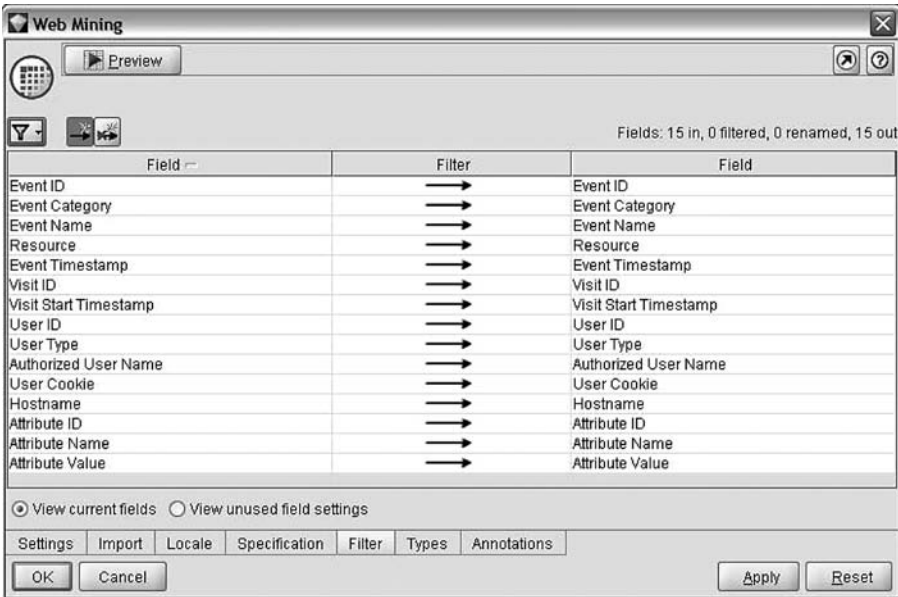 Web Mining
Preview
Fields: 15 in, 0 filtered, 0 renamed, 15 out
Field Filter Field
Event ID Event ID
Event Category Event Category
Event Name Event Name
Resource Resource
Event Timestamp Event Timestamp
Visit ID Visit ID
Visit Start Timestamp Visit Start Timestamp
User ID User ID
User Type User Type
Authorized User Name Authorized User Name
User Cookie User Cookie
Hostname Hostname
Attribute ID Attribute ID
Attribute Name Attribute Name
Attribute Value Attribute Value
View current fields View unused field settings
Settings Import Locale Specification Filter Types Annotations
OK Cancel Apply Reset